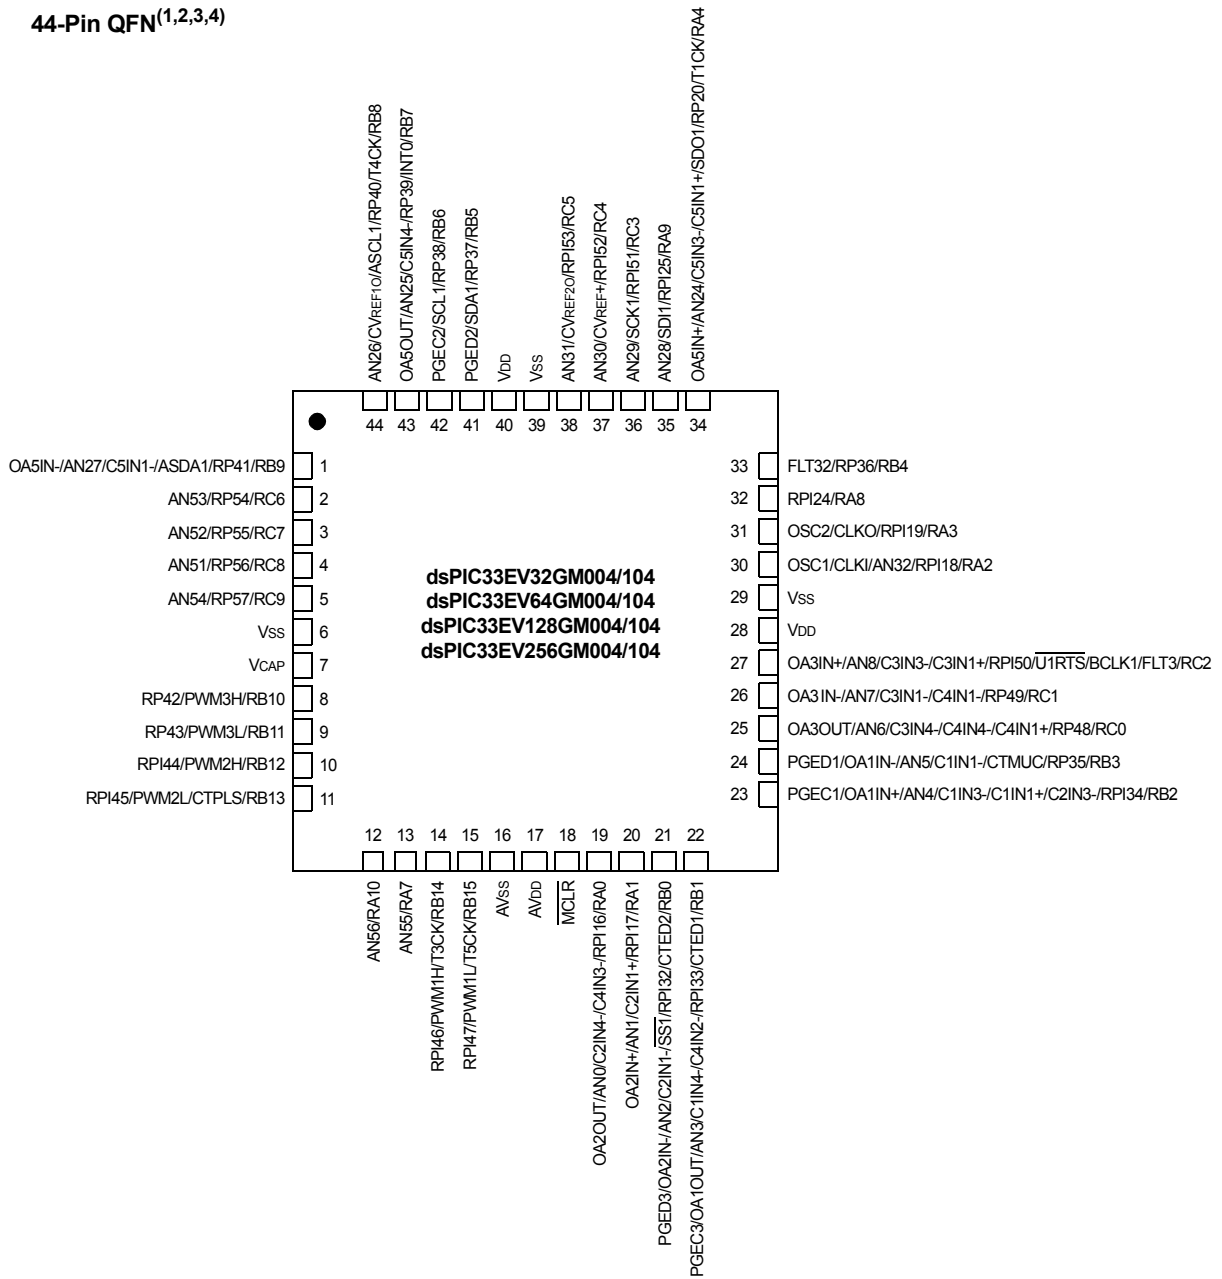 44-Pin QFN(1,2,3,4)
AN26/CVREF1O/ASCL1/RP40/T4CK/RB8
OA5OUT/AN25/C5IN4-/RP39/INT0/RB7
PGEC2/SCL1/RP38/RB6
PGED2/SDA1/RP37/RB5
VDD
VSS
AN31/CVREF2O/RPI53/RC5
AN30/CVREF+/RPI52/RC4
AN29/SCK1/RPI51/RC3
AN28/SDI1/RPI25/RA9
OA5IN+/AN24/C5IN3-/C5IN1+/SDO1/RP20/T1CK/RA4
44 43 42 41 40 39 38 37 36 35 34
OA5IN-/AN27/C5IN1-/ASDA1/RP41/RB9 1
AN53/RP54/RC6 2
AN52/RP55/RC7 3
AN51/RP56/RC8 4
AN54/RP57/RC9 5
VSS 6
VCAP 7
RP42/PWM3H/RB10 8
RP43/PWM3L/RB11 9
RPI44/PWM2H/RB12 10
RPI45/PWM2L/CTPLS/RB13 11
dsPIC33EV32GM004/104
dsPIC33EV64GM004/104
dsPIC33EV128GM004/104
dsPIC33EV256GM004/104
33 FLT32/RP36/RB4
32 RPI24/RA8
31 OSC2/CLKO/RPI19/RA3
30 OSC1/CLKI/AN32/RPI18/RA2
29 VSS
28 VDD
27 OA3IN+/AN8/C3IN3-/C3IN1+/RPI50/U1RTS/BCLK1/FLT3/RC2
26 OA3IN-/AN7/C3IN1-/C4IN1-/RP49/RC1
25 OA3OUT/AN6/C3IN4-/C4IN4-/C4IN1+/RP48/RC0
24 PGED1/OA1IN-/AN5/C1IN1-/CTMUC/RP35/RB3
23 PGEC1/OA1IN+/AN4/C1IN3-/C1IN1+/C2IN3-/RPI34/RB2
12 13 14 15 16 17 18 19 20 21 22
AN56/RA10
AN55/RA7
RPI46/PWM1H/T3CK/RB14
RPI47/PWM1L/T5CK/RB15
AVSS
AVDD
MCLR
OA2OUT/AN0/C2IN4-/C4IN3-/RPI16/RA0
OA2IN+/AN1/C2IN1+/RPI17/RA1
PGED3/OA2IN-/AN2/C2IN1-/SS1/RPI32/CTED2/RB0
PGEC3/OA1OUT/AN3/C1IN4-/C4IN2-/RPI33/CTED1/RB1